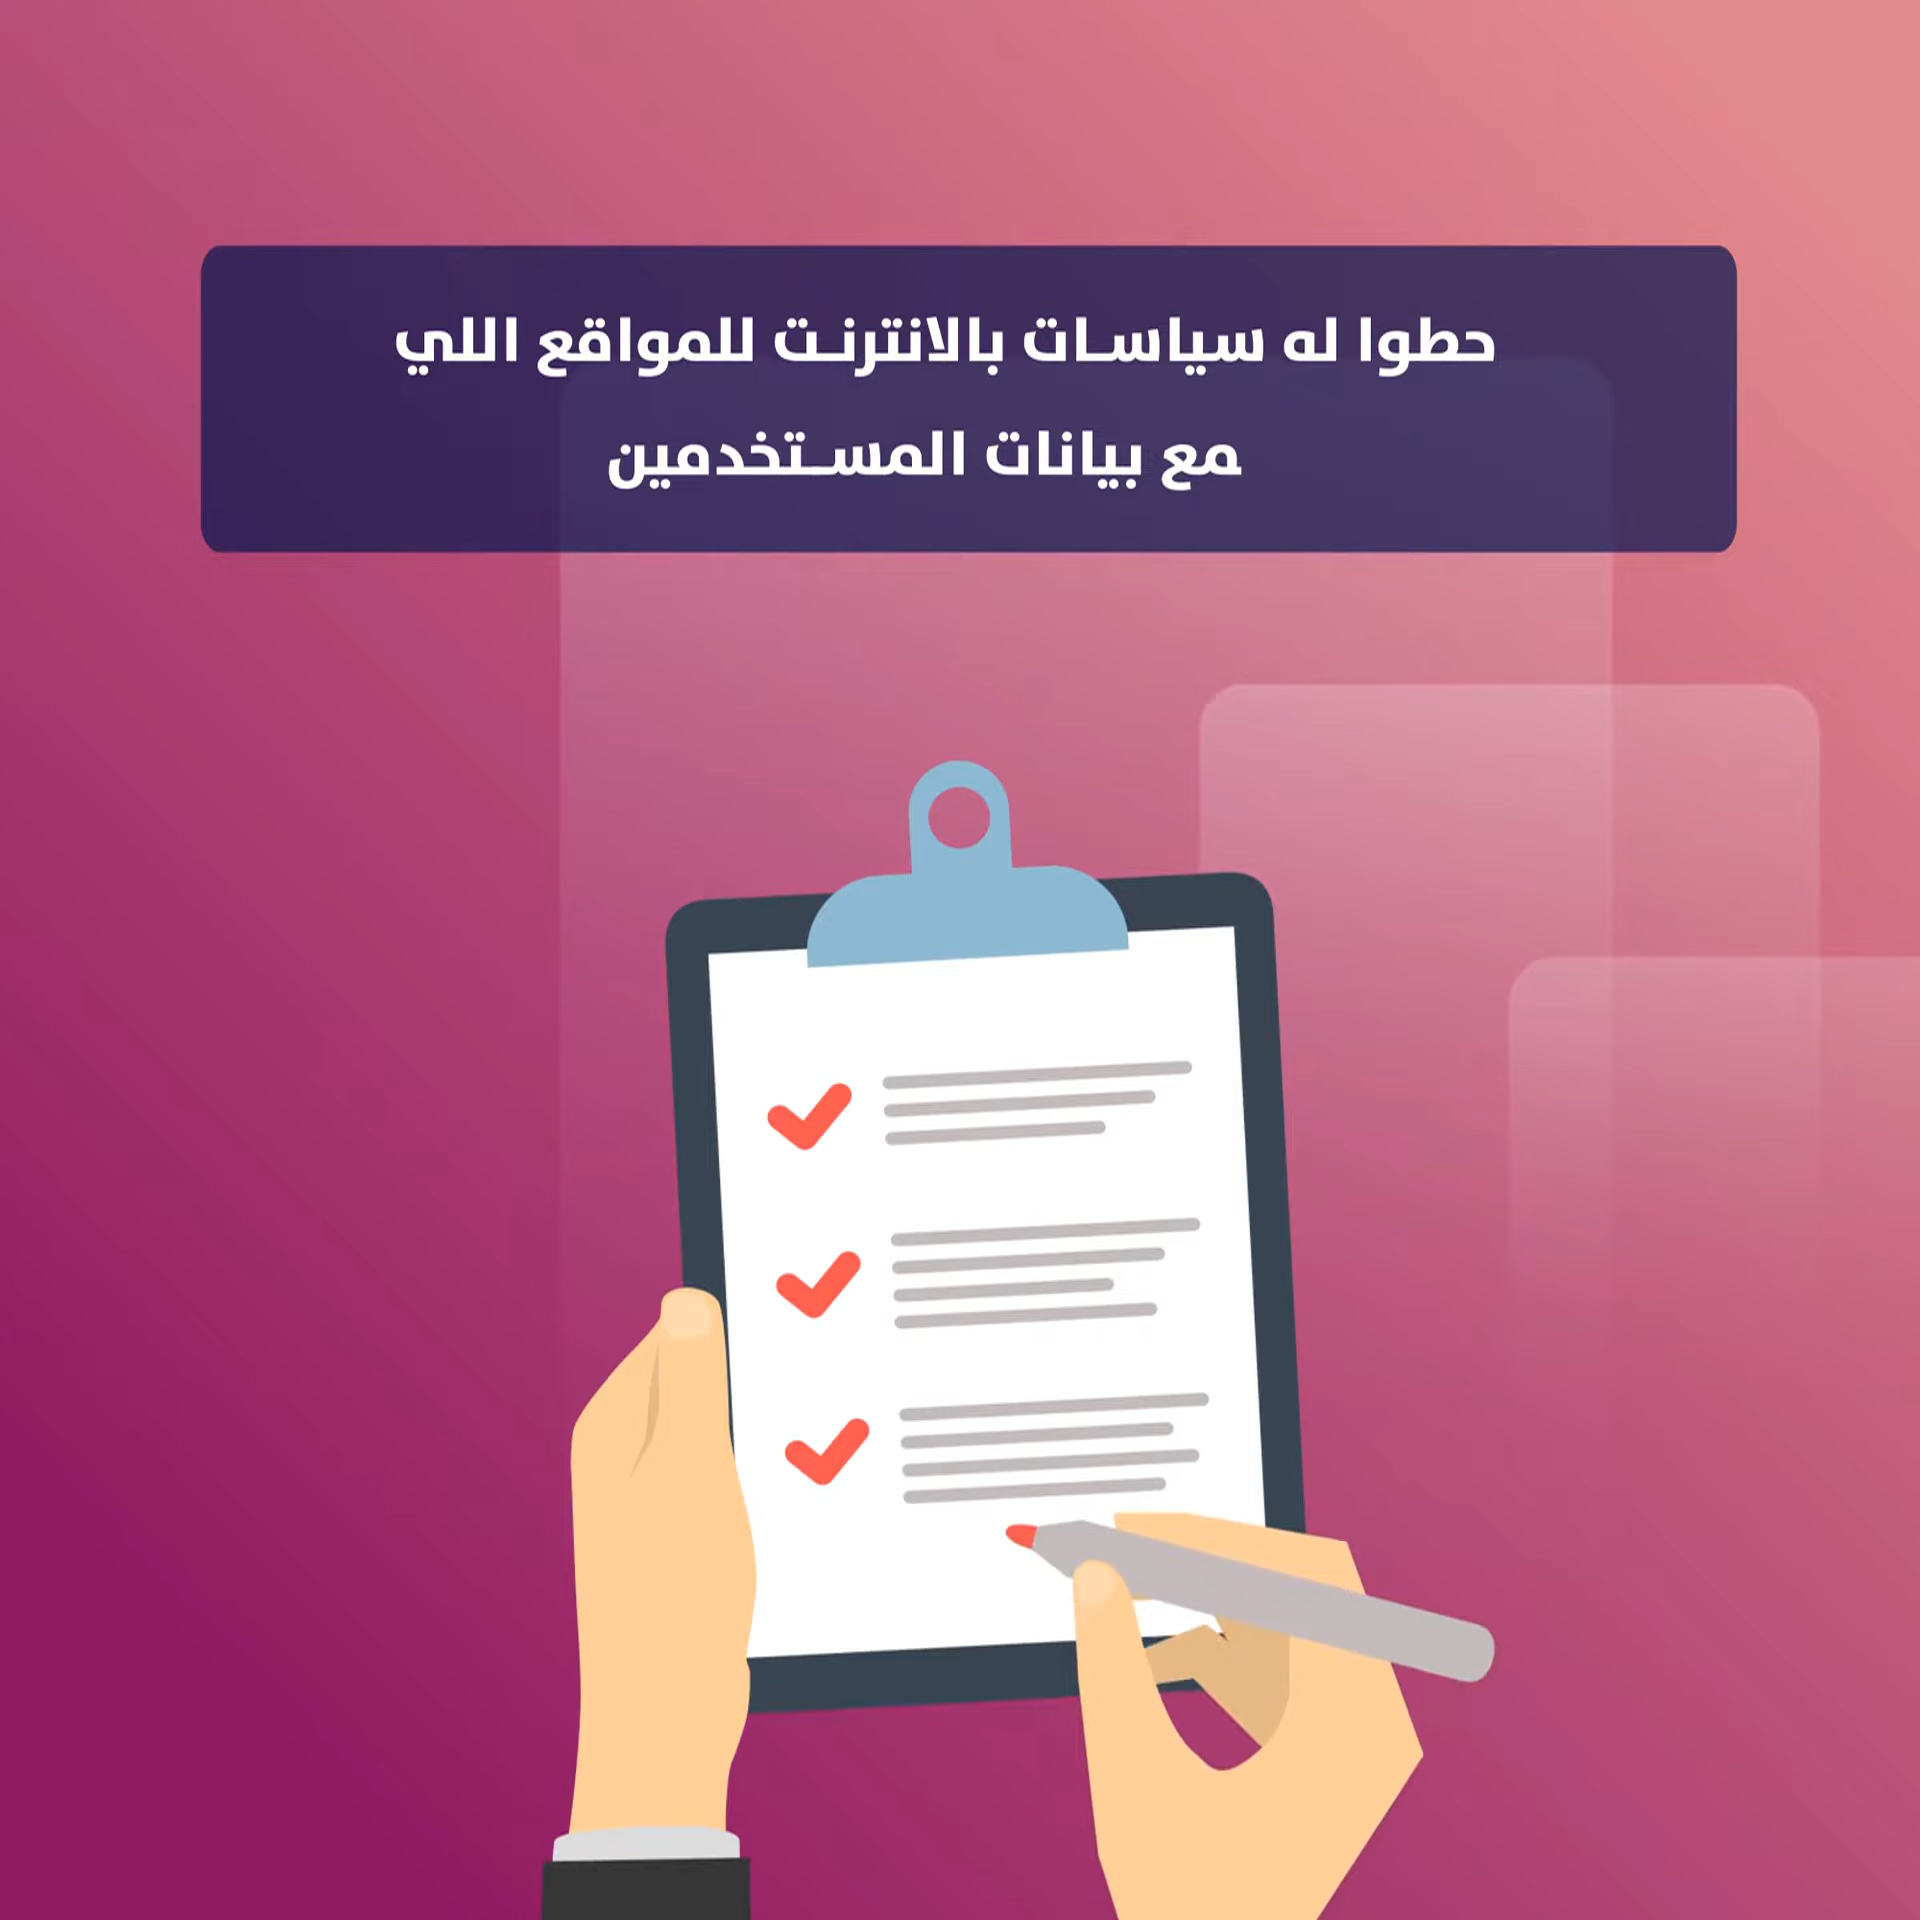 حطوا له سياسات بالانترنت للمواقع اللي
مع بيانات المستخدمين